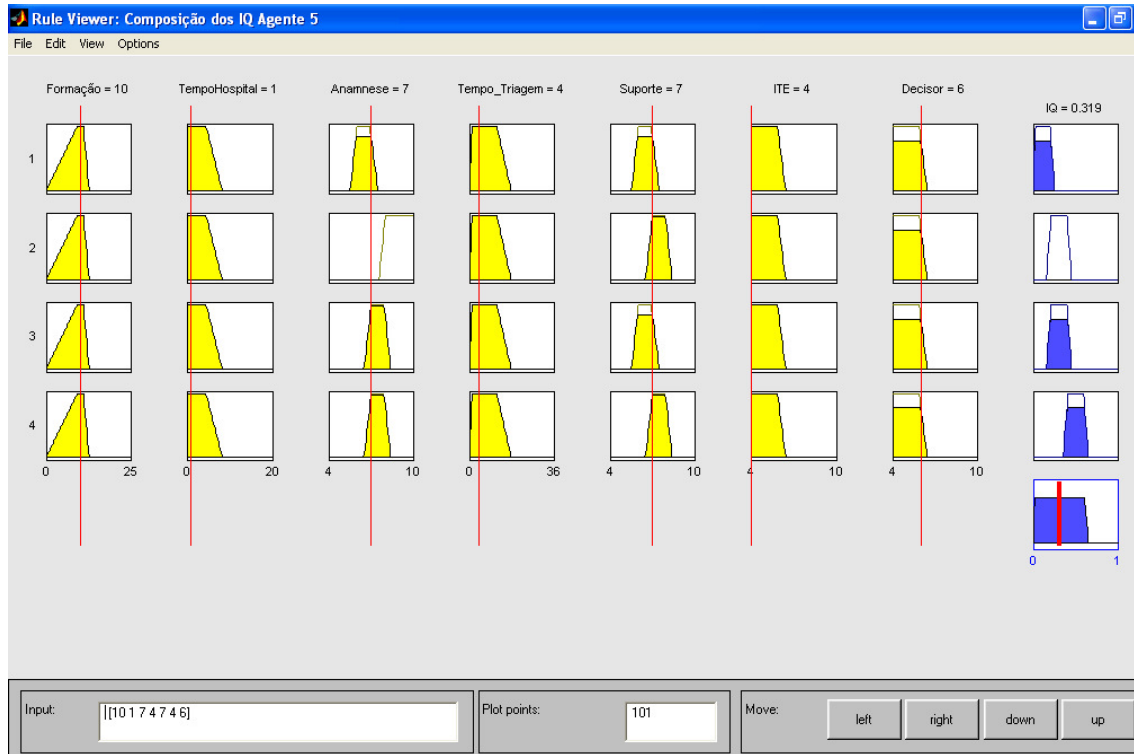 Rule Viewer: Composição dos IQ Agente 5
File Edit View Options
Formação = 10 TempoHospital = 1 Anamnese = 7 Tempo_Triagem = 4 Suporte = 7 ITE = 4 Decisor = 6
IQ = 0.319
1
2
3
4
0 25 0 20 4 10 0 36 4 10 4 10 4 10
0 1
Input: [10 1 7 4 7 4 6] Plot points: 101 Move: left right down up